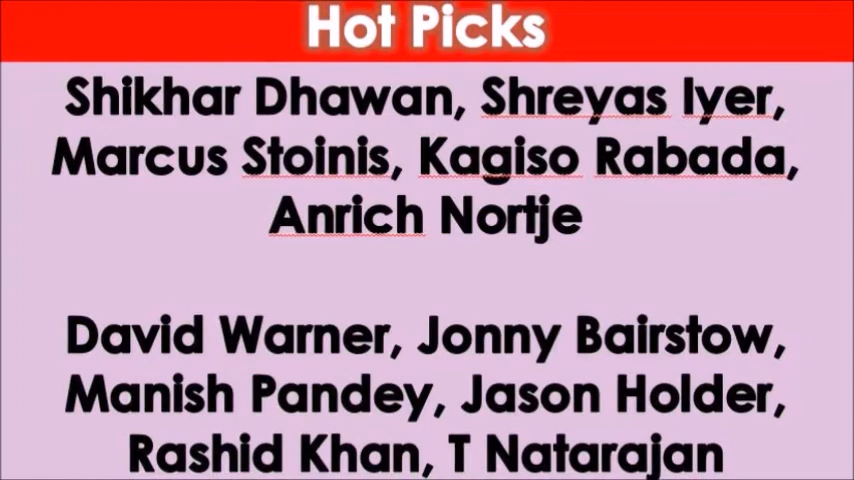 Hot Picks
Shikhar Dhawan, Shreyas Iyer,
Marcus Stoinis, Kagiso Rabada,
Anrich Nortje
David Warner, Jonny Bairstow,
Manish Pandey, Jason Holder,
Rashid Khan, T Natarajan